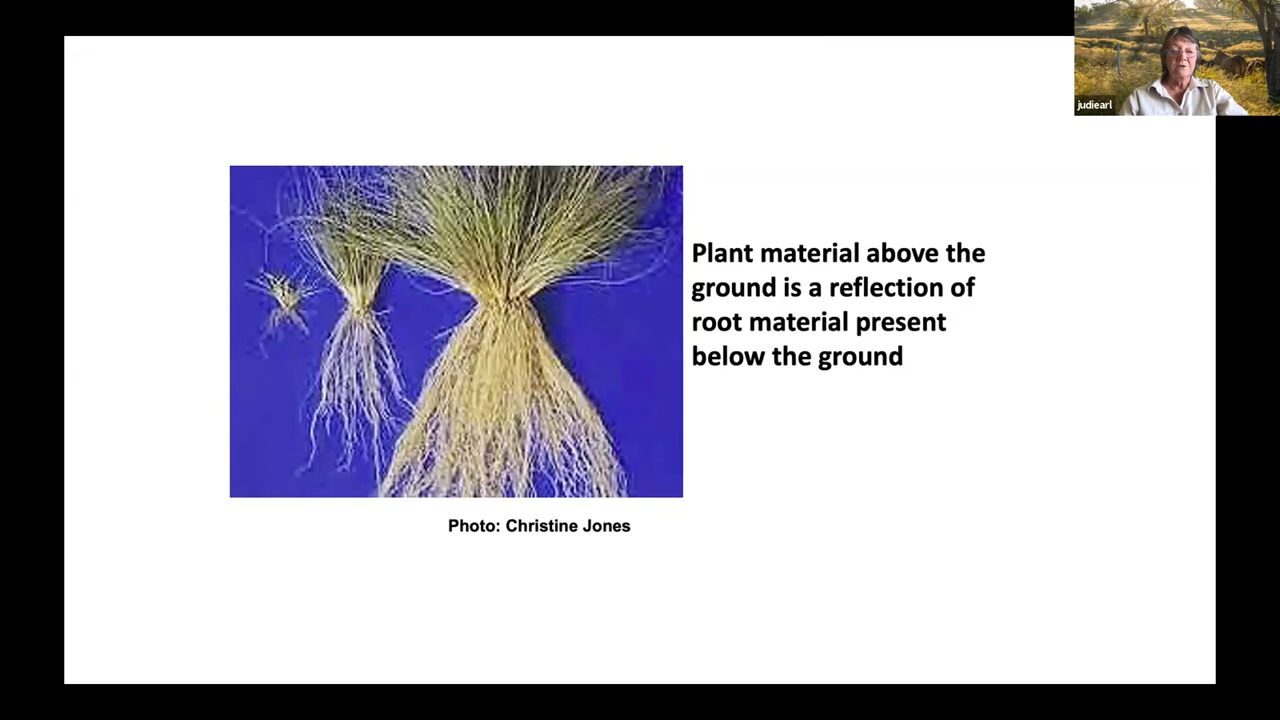 judiearl
Plant material above the
ground is a reflection of
root material present
below the ground
Photo: Christine Jones